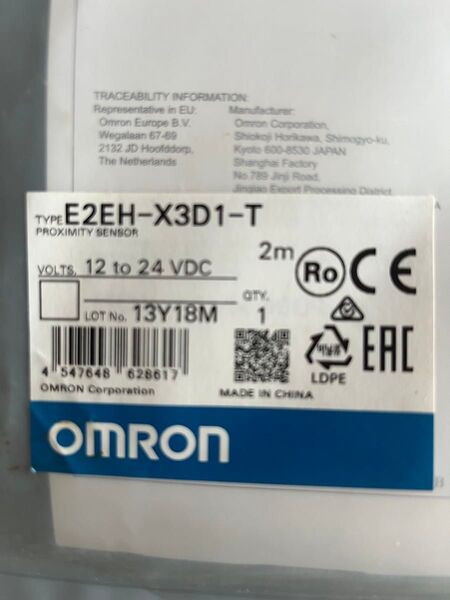 TRACEABILITY INFORMATION:
Representative in EU:
Omron Europe B.V.
Wegalaan 67-69
2132 JD Hoofddorp,
The Netherlands
Manufacturer:
Omron Corporation,
Shiokoji Horikawa, Shimogyo-ku,
Kyoto 600-8530 JAPAN
Shanghai Factory
No.789 Jinji Road
Jinqiao Export Processing District,
TYPE E2EH-X3D1-T
PROXIMITY SENSOR
2m
VOLTS. 12 to 24 VDC
LOT No. 13Y18M
QTY.
1
Ro CE
EAC
LDPE
4 547648 628617
OMRON Corporation
MADE IN CHINA
OMRON